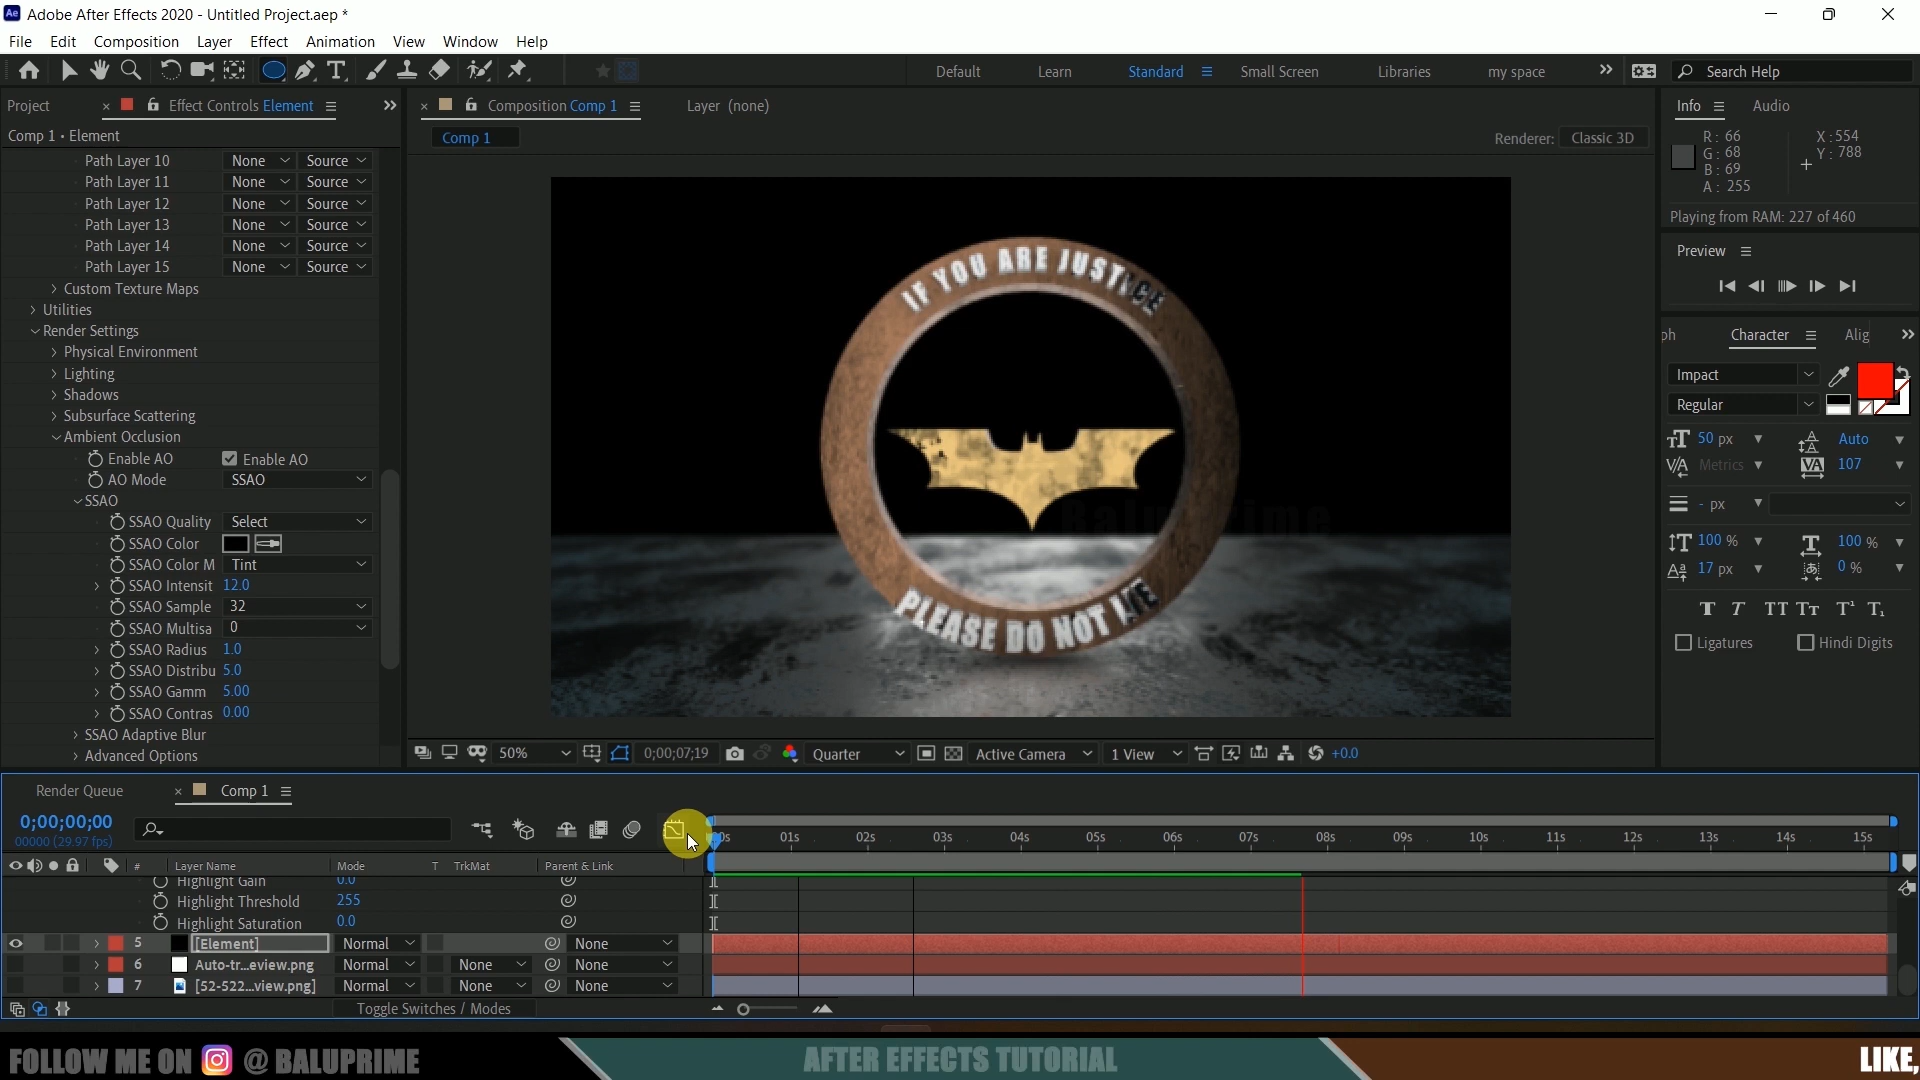 Ae Adobe After Effects 2020 - Untitled Project.aep *
File Edit Composition Layer Effect Animation View Window Help
Default Learn Standard Small Screen Libraries my space Search Help
Project Effect Controls Element
Composition Comp 1 Layer (none)
Info Audio
Comp 1 • Element
Comp 1
Renderer: Classic 3D
R: 66 X: 554
G: 68 Y: 788
B: 69
A: 255
Playing from RAM: 227 of 460
Preview
ph Character Alig
Impact
Regular
50 px Auto
Metrics 107
- px
100 % 100 %
17 px 0 %
T T TT Tt T¹ T₁
Ligatures Hindi Digits
Path Layer 10 None Source
Path Layer 11 None Source
Path Layer 12 None Source
Path Layer 13 None Source
Path Layer 14 None Source
Path Layer 15 None Source
Custom Texture Maps
Utilities
Render Settings
Physical Environment
Lighting
Shadows
Subsurface Scattering
Ambient Occlusion
Enable AO Enable AO
AO Mode SSAO
SSAO
SSAO Quality Select
SSAO Color
SSAO Color M Tint
SSAO Intensit 12.0
SSAO Sample 32
SSAO Multisa 0
SSAO Radius 1.0
SSAO Distribu 5.0
SSAO Gamm 5.00
SSAO Contras 0.00
SSAO Adaptive Blur
Advanced Options
IF YOU ARE JUSTICE
Baluprime
PLEASE DO NOT LIE
50% 0;00;07;19 Quarter Active Camera 1 View +0.0
Render Queue Comp 1
0;00;00;00
00000 (29.97 fps)
0s 01s 02s 03s 04s 05s 06s 07s 08s 09s 10s 11s 12s 13s 14s 15s
# Layer Name Mode T TrkMat Parent & Link
Highlight Gain 0.0
Highlight Threshold 255
Highlight Saturation 0.0
5 [Element] Normal None
6 Auto-tr...eview.png Normal None None
7 [52-522...view.png] Normal None None
Toggle Switches / Modes
FOLLOW ME ON @ BALUPRIME
AFTER EFFECTS TUTORIAL
LIKE,